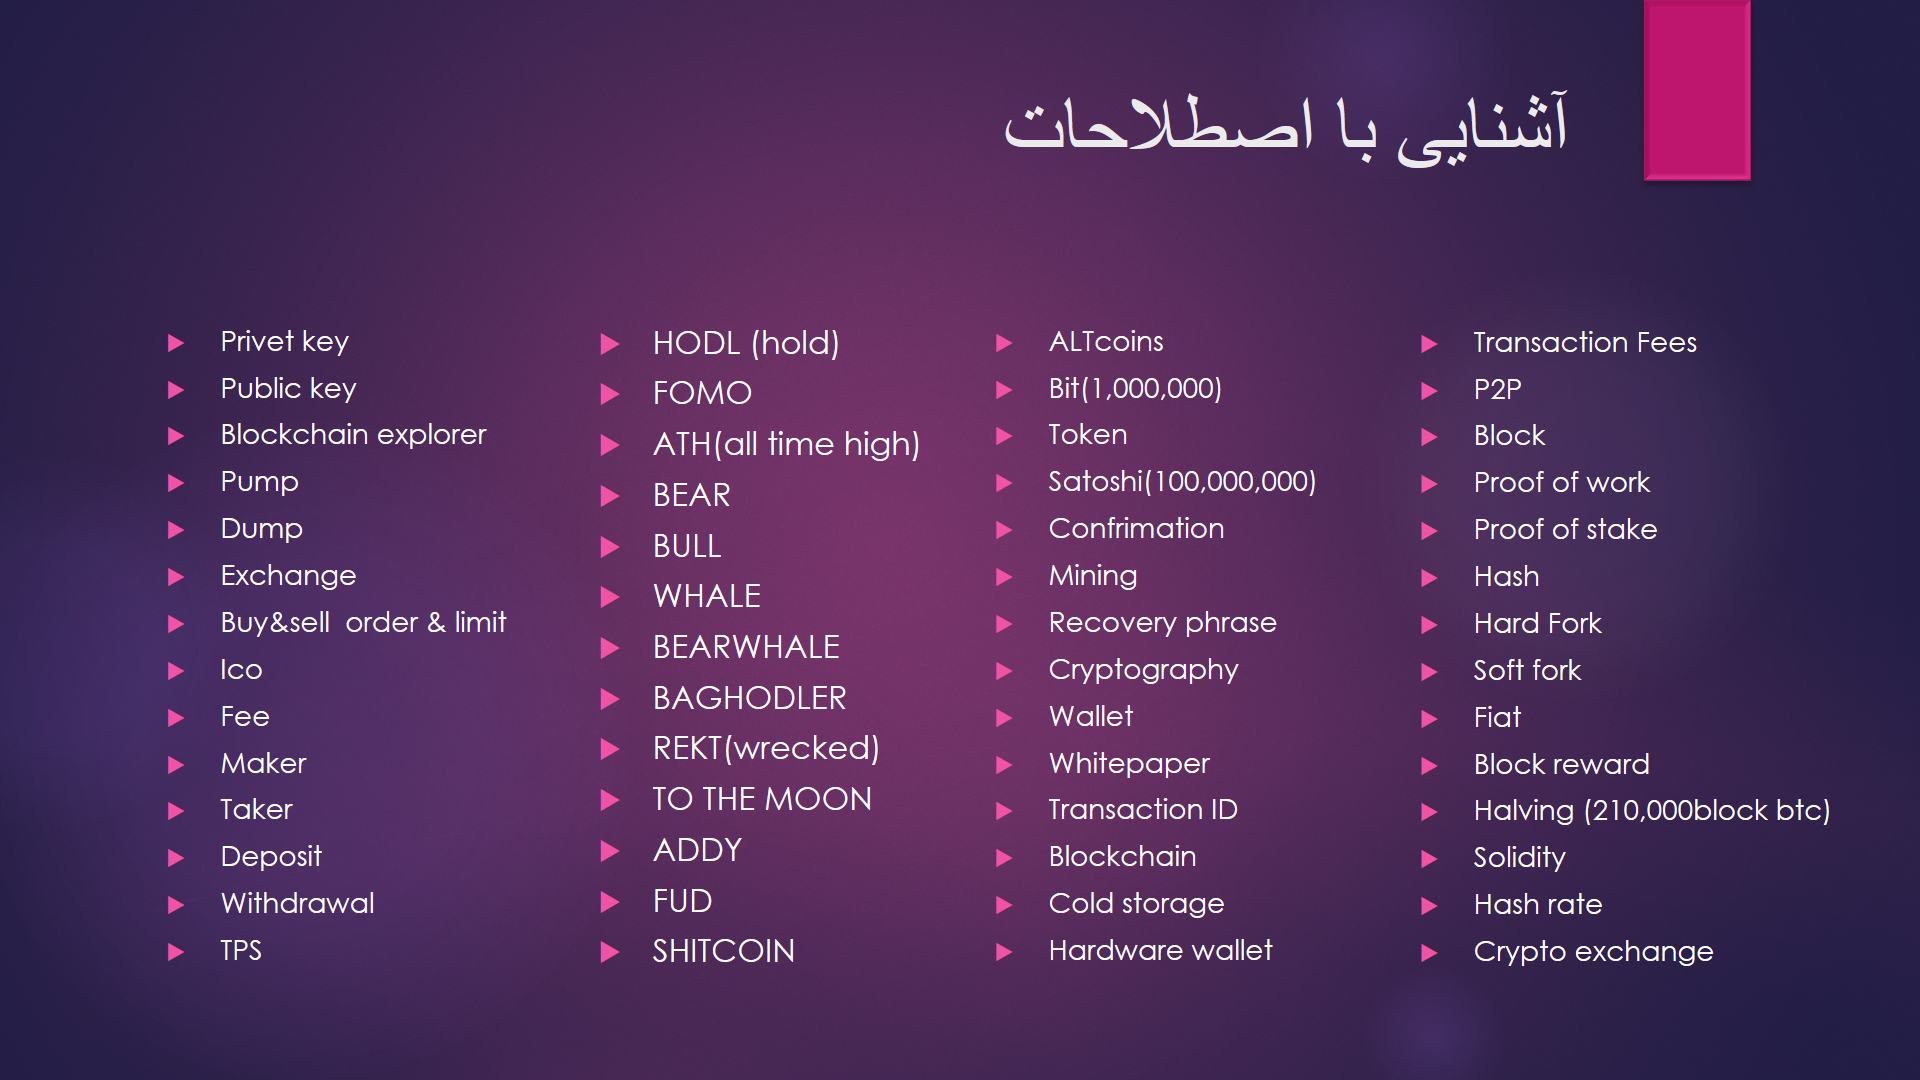 آشنایی با اصطلاحات
Privet key
Public key
Blockchain explorer
Pump
Dump
Exchange
Buy&sell  order & limit
Ico
Fee
Maker
Taker
Deposit
Withdrawal
TPS
HODL (hold)
FOMO
ATH(all time high)
BEAR
BULL
WHALE
BEARWHALE
BAGHODLER
REKT(wrecked)
TO THE MOON
ADDY
FUD
SHITCOIN
ALTcoins
Bit(1,000,000)
Token
Satoshi(100,000,000)
Confrimation
Mining
Recovery phrase
Cryptography
Wallet
Whitepaper
Transaction ID
Blockchain
Cold storage
Hardware wallet
Transaction Fees
P2P
Block
Proof of work
Proof of stake
Hash
Hard Fork
Soft fork
Fiat
Block reward
Halving (210,000block btc)
Solidity
Hash rate
Crypto exchange